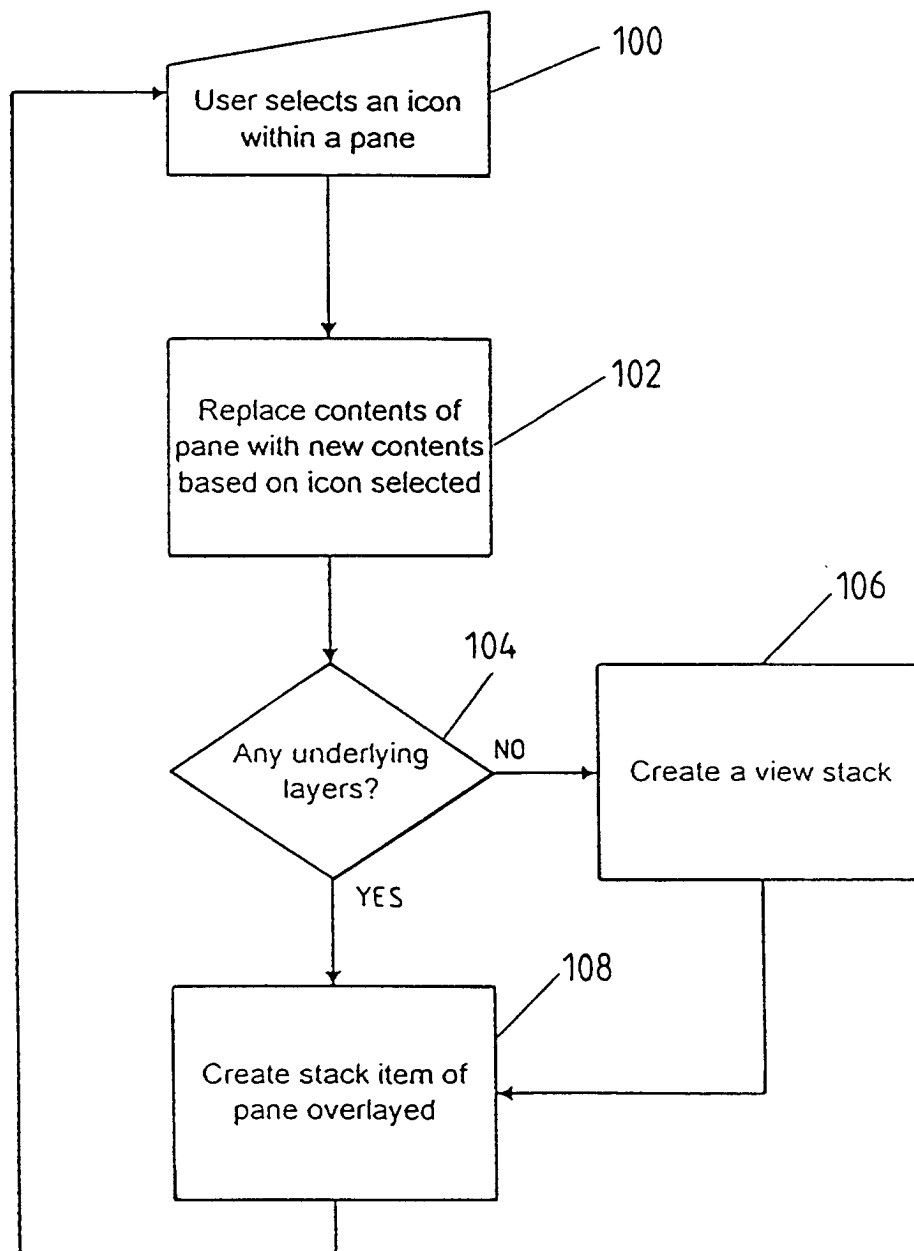 100
User selects an icon
within a pane
102
Replace contents of
pane with new contents
based on icon selected
106
104
Any underlying
layers?
NO
Create a view stack
YES
108
Create stack item of
pane overlayed